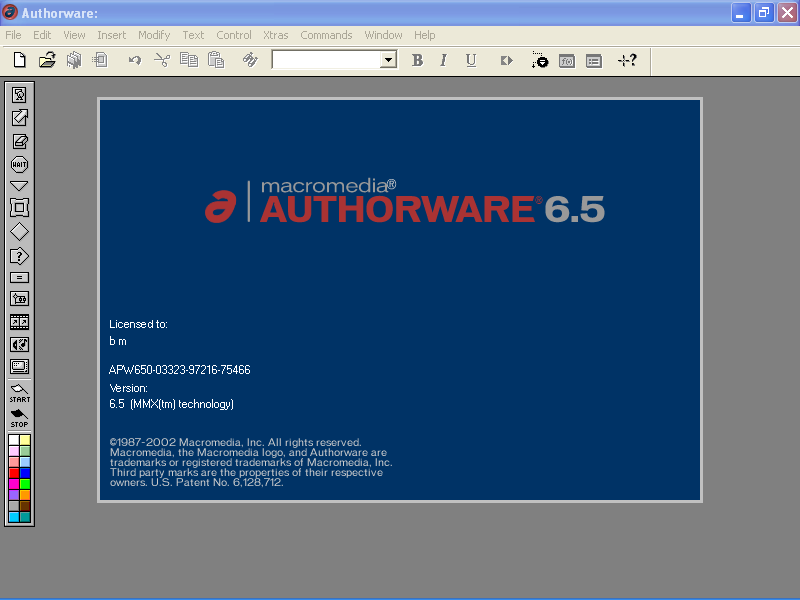 Authorware:
File Edit View Insert Modify Text Control Xtras Commands Window Help
B I U f(x) ?
WAIT
?
=
START
STOP
macromedia®
AUTHORWARE® 6.5
Licensed to:
b m
APW650-03323-97216-75466
Version:
6.5 (MMX(tm) technology)
©1987-2002 Macromedia, Inc. All rights reserved.
Macromedia, the Macromedia logo, and Authorware are
trademarks or registered trademarks of Macromedia, Inc.
Third party marks are the properties of their respective
owners. U.S. Patent No. 6,128,712.